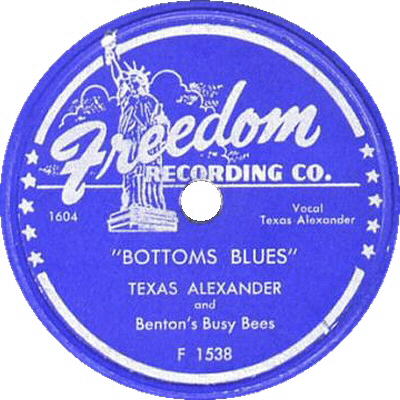 Freedom
RECORDING CO.
1604
Vocal
Texas Alexander
"BOTTOMS BLUES"
TEXAS ALEXANDER
and
Benton's Busy Bees
F 1538